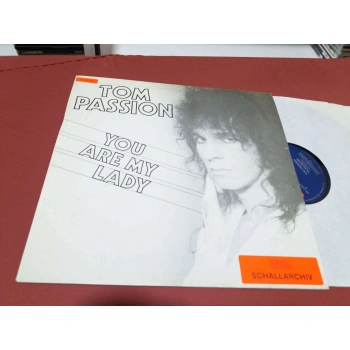 TOM
PASSION
YOU
ARE MY
LADY
SCHALLARCHIV